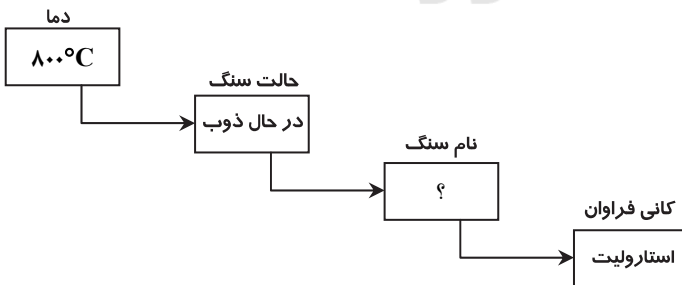 دما
۸۰۰°C
حالت سنگ
در حال ذوب
نام سنگ
؟
کانی فراوان
استارولیت